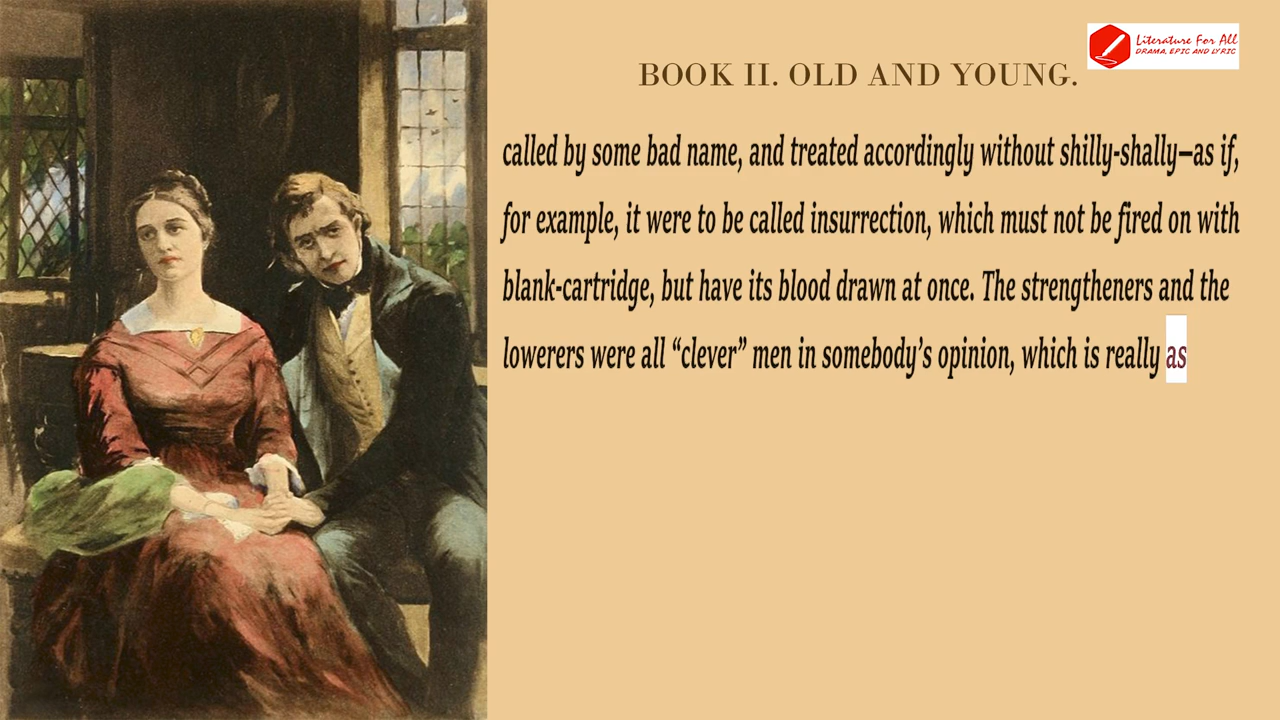 Literature For All
DRAMA, EPIC AND LYRIC
BOOK II. OLD AND YOUNG.
called by some bad name, and treated accordingly without shilly-shally—as if,
for example, it were to be called insurrection, which must not be fired on with
blank-cartridge, but have its blood drawn at once. The strengtheners and the
lowerers were all “clever” men in somebody’s opinion, which is really as